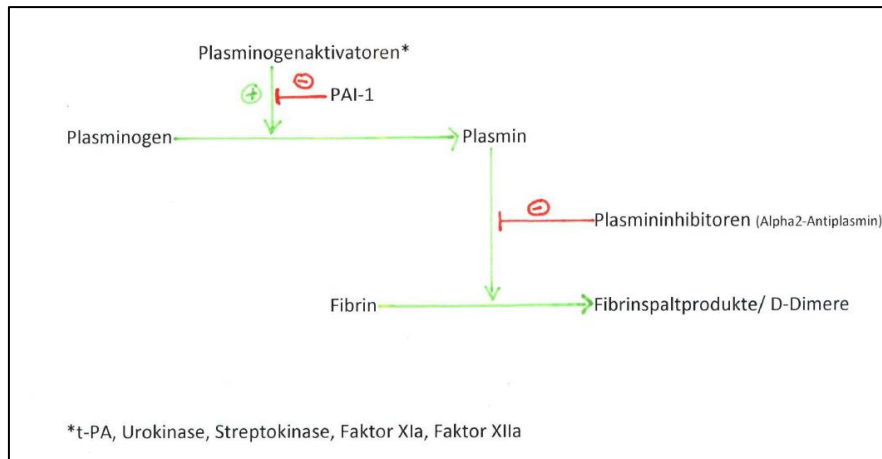 Plasminogenaktivatoren*
+ -
PAI-1
Plasminogen Plasmin
-
Plasmininhibitoren (Alpha2-Antiplasmin)
Fibrin Fibrinspaltprodukte/ D-Dimere
*t-PA, Urokinase, Streptokinase, Faktor XIa, Faktor XIIa